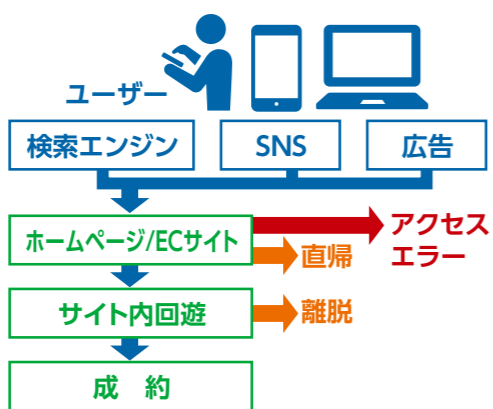 ユーザー
検索エンジン
SNS
広告
ホームページ/ECサイト
アクセス
エラー
直帰
サイト内回遊
離脱
成 約